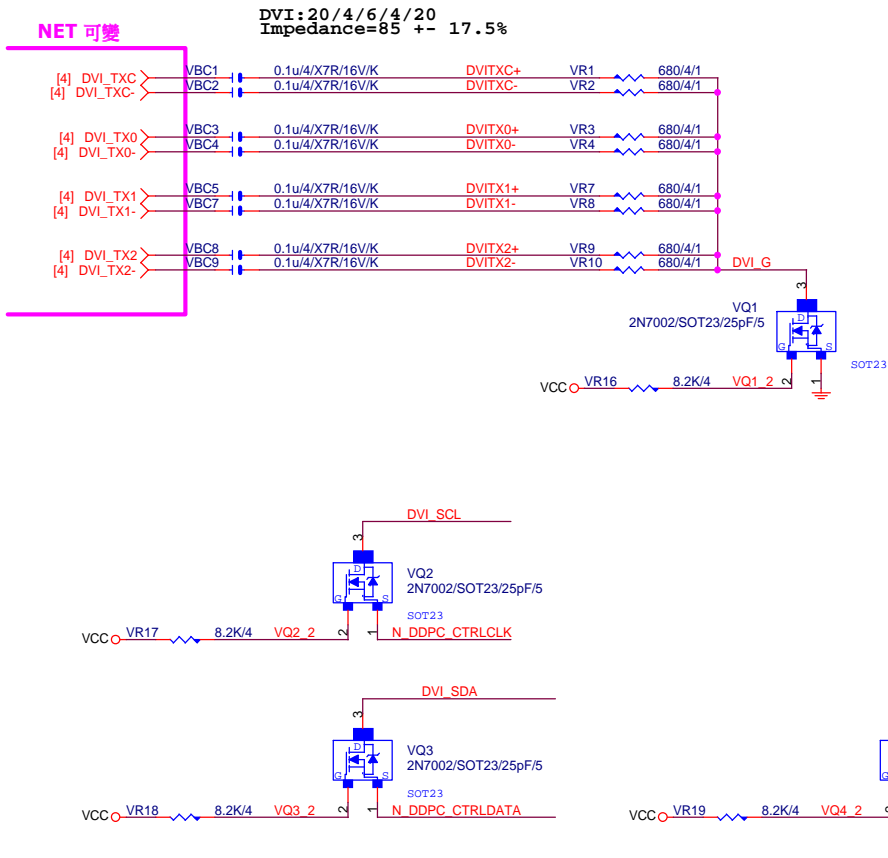 DVI:20/4/6/4/20
Impedance=85 +- 17.5%
NET 可變
[4] DVI_TXC VBC1 0.1u/4/X7R/16V/K DVITXC+ VR1 680/4/1
[4] DVI_TXC- VBC2 0.1u/4/X7R/16V/K DVITXC- VR2 680/4/1
[4] DVI_TX0 VBC3 0.1u/4/X7R/16V/K DVITX0+ VR3 680/4/1
[4] DVI_TX0- VBC4 0.1u/4/X7R/16V/K DVITX0- VR4 680/4/1
[4] DVI_TX1 VBC5 0.1u/4/X7R/16V/K DVITX1+ VR7 680/4/1
[4] DVI_TX1- VBC7 0.1u/4/X7R/16V/K DVITX1- VR8 680/4/1
[4] DVI_TX2 VBC8 0.1u/4/X7R/16V/K DVITX2+ VR9 680/4/1
[4] DVI_TX2- VBC9 0.1u/4/X7R/16V/K DVITX2- VR10 680/4/1 DVI_G
3
VQ1
2N7002/SOT23/25pF/5
D
G S
SOT23
VCC VR16 8.2K/4 VQ1_2 2 1
DVI_SCL
3
D
VQ2
2N7002/SOT23/25pF/5
G S
SOT23
VCC VR17 8.2K/4 VQ2_2 2 1 N_DDPC_CTRLCLK
DVI_SDA
3
D
VQ3
2N7002/SOT23/25pF/5
G S
G
SOT23
VCC VR18 8.2K/4 VQ3_2 2 1 N_DDPC_CTRLDATA
VCC VR19 8.2K/4 VQ4_2